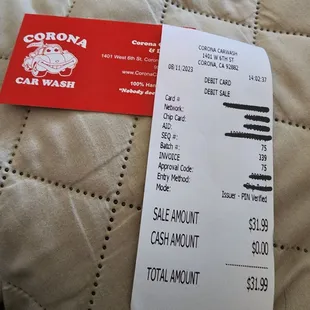 CORONA
CAR WASH
Corona
&
1401 West 6th St, Corona,
www.Corona
100% Han
"Nobody do
CORONA CARWASH
1401 W 6TH ST
CORONA, CA 92882
08/11/2023 14:02:37
DEBIT CARD
DEBIT SALE
Card #
Network:
Chip Card:
AID:
SEQ #:
Batch #: 75
INVOICE 339
Approval Code: 75
Entry Method:
Mode:
Issuer - PIN Verified
SALE AMOUNT $31.99
CASH AMOUNT $0.00
TOTAL AMOUNT $31.99